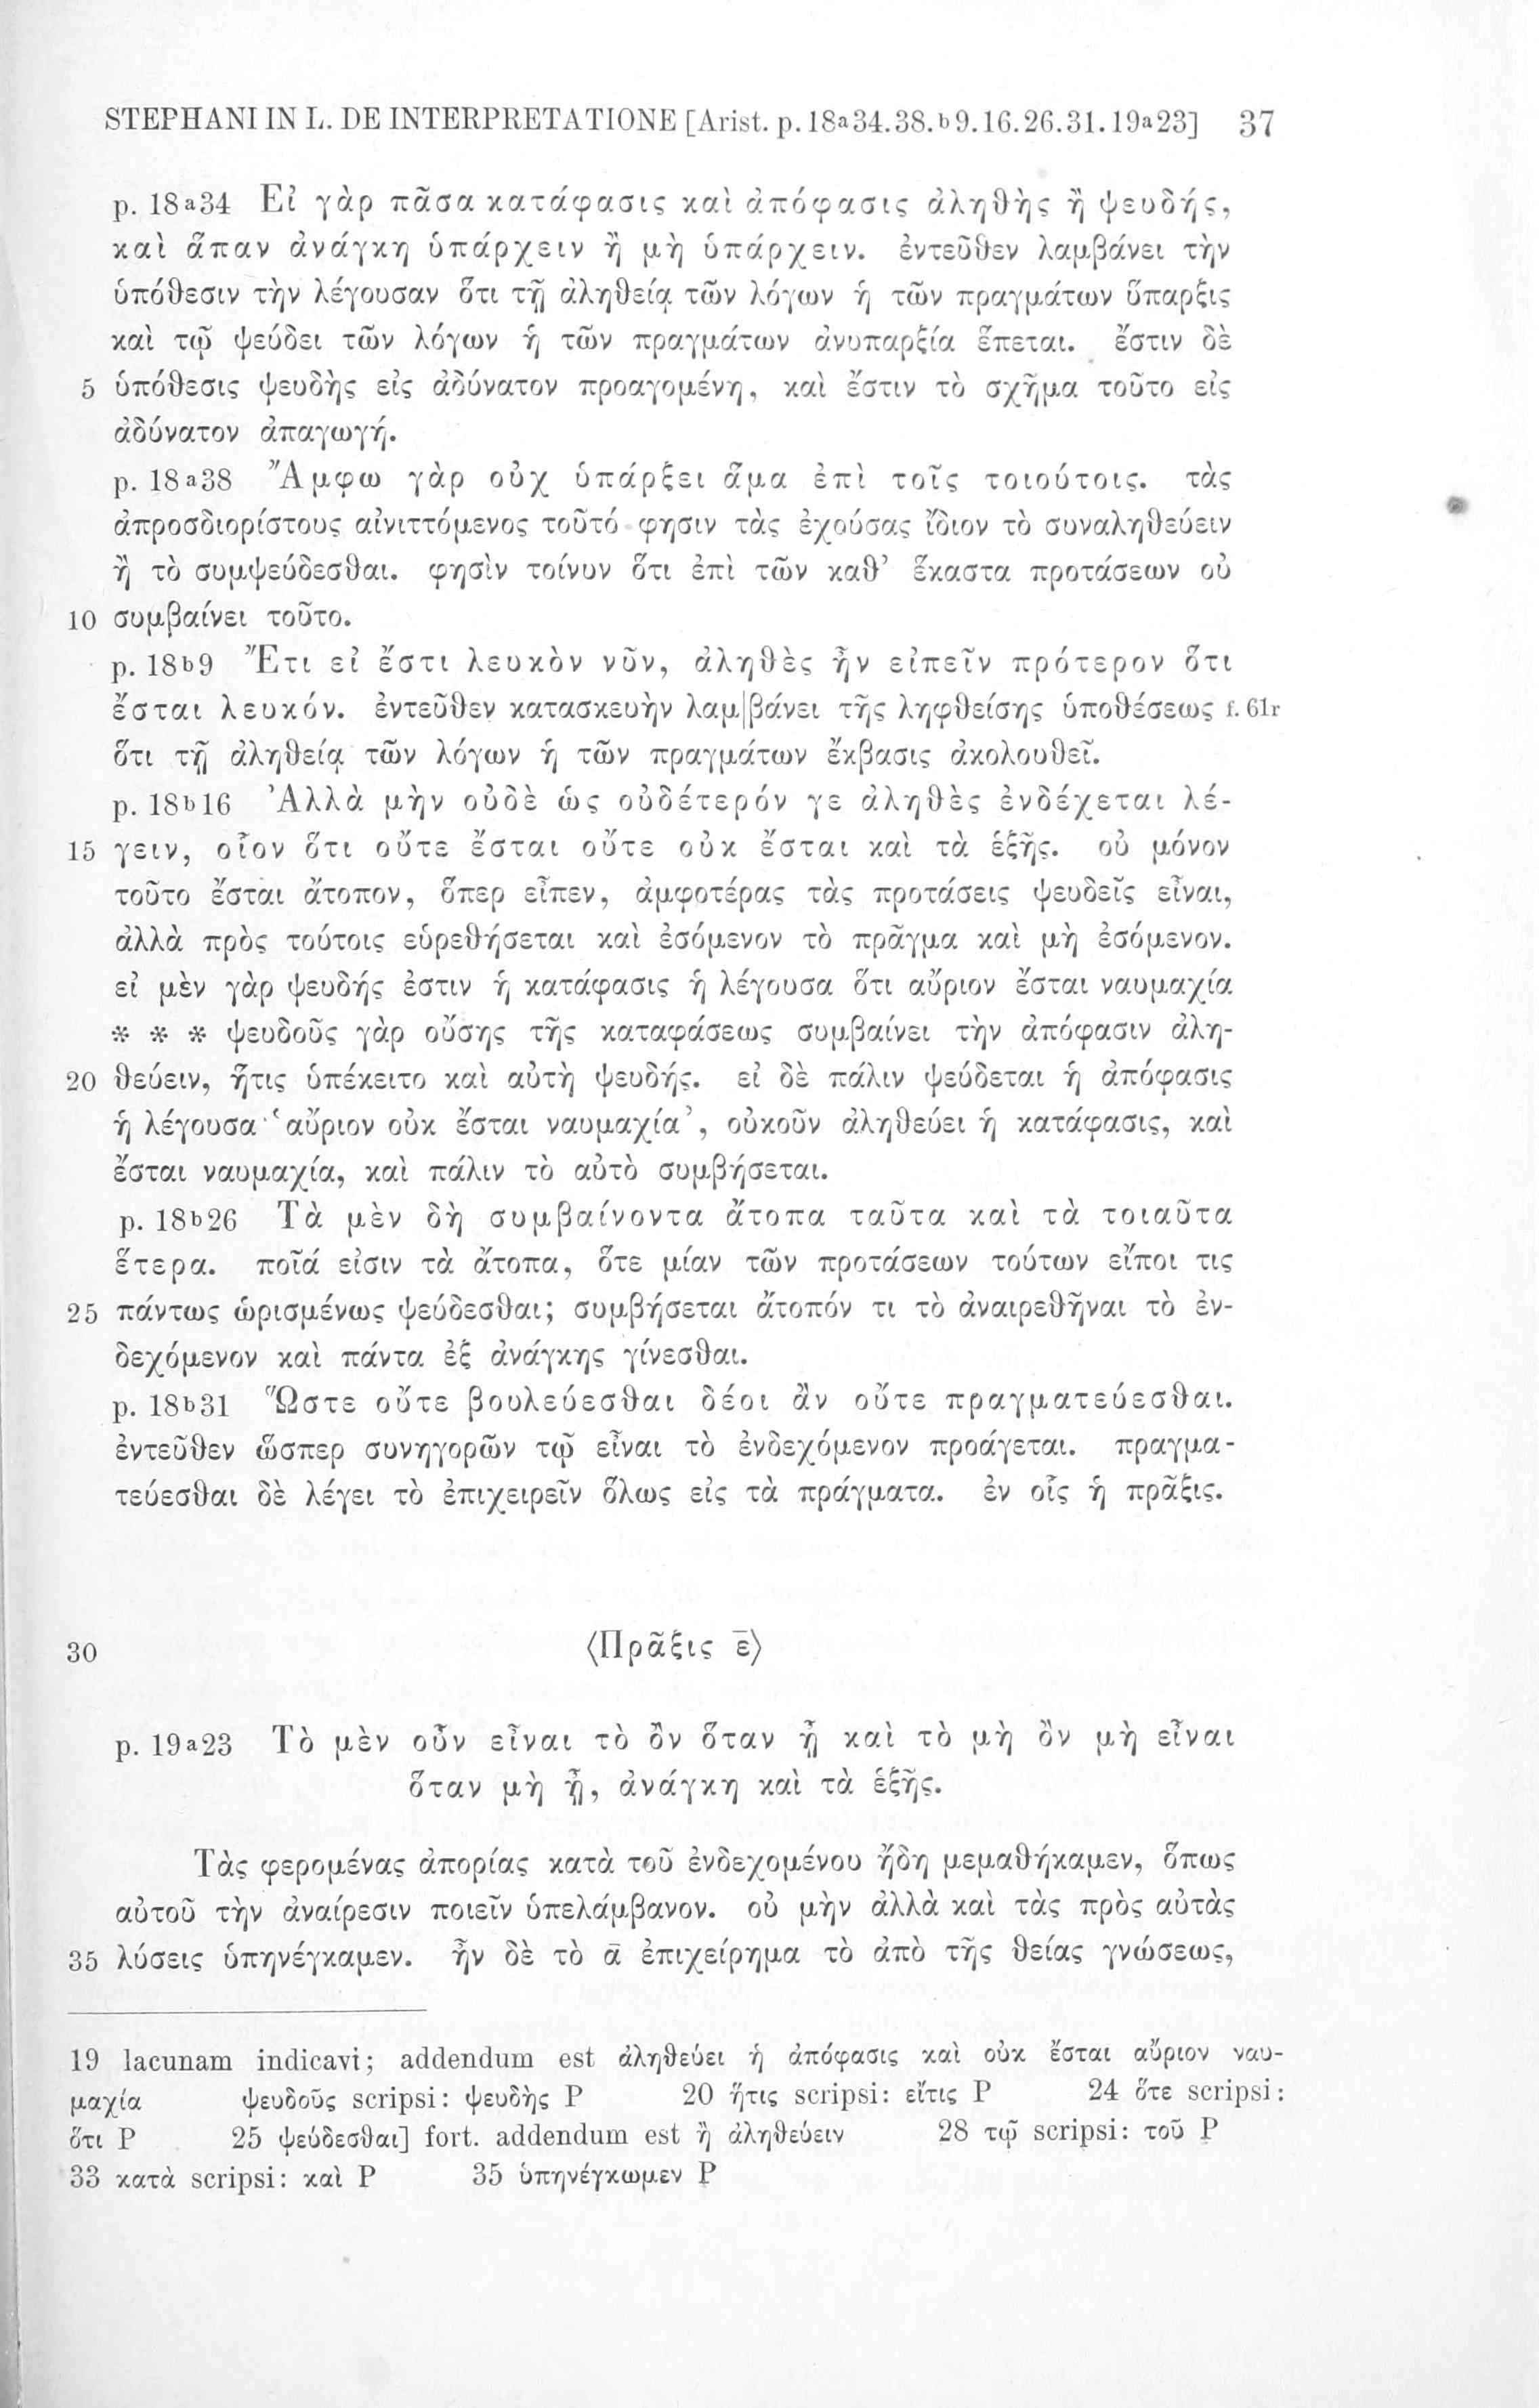 STEPHANI IN L. DE INTERPRETATIONE [Arist. p. 18a34.38.b9.16.26.31.19a23] 37
p. 18a34 Εἰ γὰρ πᾶσα κατάφασις καὶ ἀπόφασις ἀληθὴς ἢ ψευδής,
καὶ ἅπαν ἀνάγκη ὑπάρχειν ἢ μὴ ὑπάρχειν. ἐντεῦθεν λαμβάνει τὴν
ὑπόθεσιν τὴν λέγουσαν ὅτι τῇ ἀληθείᾳ τῶν λόγων ἡ τῶν πραγμάτων ὕπαρξις
καὶ τῷ ψεύδει τῶν λόγων ἡ τῶν πραγμάτων ἀνυπαρξία ἕπεται. ἔστιν δὲ
5 ὑπόθεσις ψευδὴς εἰς ἀδύνατον προαγομένη, καὶ ἔστιν τὸ σχῆμα τοῦτο εἰς
ἀδύνατον ἀπαγωγή.
p. 18a38 Ἄμφω γὰρ οὐχ ὑπάρξει ἅμα ἐπὶ τοῖς τοιούτοις. τὰς
ἀπροσδιορίστους αἰνιττόμενος τοῦτό φησιν τὰς ἐχούσας ἴδιον τὸ συναληθεύειν
ἢ τὸ συμψεύδεσθαι. φησὶν τοίνυν ὅτι ἐπὶ τῶν καθ’ ἕκαστα προτάσεων οὐ
10 συμβαίνει τοῦτο.
p. 18b9 Ἔτι εἰ ἔστι λευκὸν νῦν, ἀληθὲς ἦν εἰπεῖν πρότερον ὅτι
ἔσται λευκόν. ἐντεῦθεν κατασκευὴν λαμ|βάνει τῆς ληφθείσης ὑποθέσεως f. 61r
ὅτι τῇ ἀληθείᾳ τῶν λόγων ἡ τῶν πραγμάτων ἔκβασις ἀκολουθεῖ.
p. 18b16 Ἀλλὰ μὴν οὐδὲ ὡς οὐδέτερόν γε ἀληθὲς ἐνδέχεται λέ-
15 γειν, οἷον ὅτι οὔτε ἔσται οὔτε οὐκ ἔσται καὶ τὰ ἑξῆς. οὐ μόνον
τοῦτο ἔσται ἄτοπον, ὅπερ εἶπεν, ἀμφοτέρας τὰς προτάσεις ψευδεῖς εἶναι,
ἀλλὰ πρὸς τούτοις εὑρεθήσεται καὶ ἐσόμενον τὸ πρᾶγμα καὶ μὴ ἐσόμενον.
εἰ μὲν γὰρ ψευδής ἐστιν ἡ κατάφασις ἡ λέγουσα ὅτι αὔριον ἔσται ναυμαχία
* * * ψευδοῦς γὰρ οὔσης τῆς καταφάσεως συμβαίνει τὴν ἀπόφασιν ἀλη-
20 θεύειν, ἥτις ὑπέκειτο καὶ αὐτὴ ψευδής. εἰ δὲ πάλιν ψεύδεται ἡ ἀπόφασις
ἡ λέγουσα ‘αὔριον οὐκ ἔσται ναυμαχία’, οὐκοῦν ἀληθεύει ἡ κατάφασις, καὶ
ἔσται ναυμαχία, καὶ πάλιν τὸ αὐτὸ συμβήσεται.
p. 18b26 Τὰ μὲν δὴ συμβαίνοντα ἄτοπα ταῦτα καὶ τὰ τοιαῦτα
ἕτερα. ποῖά εἰσιν τὰ ἄτοπα, ὅτε μίαν τῶν προτάσεων τούτων εἴποι τις
25 πάντως ὡρισμένως ψεύδεσθαι; συμβήσεται ἄτοπόν τι τὸ ἀναιρεθῆναι τὸ ἐν-
δεχόμενον καὶ πάντα ἐξ ἀνάγκης γίνεσθαι.
p. 18b31 Ὥστε οὔτε βουλεύεσθαι δέοι ἂν οὔτε πραγματεύεσθαι.
ἐντεῦθεν ὥσπερ συνηγορῶν τῷ εἶναι τὸ ἐνδεχόμενον προάγεται. πραγμα-
τεύεσθαι δὲ λέγει τὸ ἐπιχειρεῖν ὅλως εἰς τὰ πράγματα. ἐν οἷς ἡ πρᾶξις.
30 ⟨Πρᾶξις ε̄⟩
p. 19a23 Τὸ μὲν οὖν εἶναι τὸ ὂν ὅταν ᾖ καὶ τὸ μὴ ὂν μὴ εἶναι
ὅταν μὴ ᾖ, ἀνάγκη καὶ τὰ ἑξῆς.
Τὰς φερομένας ἀπορίας κατὰ τοῦ ἐνδεχομένου ἤδη μεμαθήκαμεν, ὅπως
αὐτοῦ τὴν ἀναίρεσιν ποιεῖν ὑπελάμβανον. οὐ μὴν ἀλλὰ καὶ τὰς πρὸς αὐτὰς
35 λύσεις ὑπηνέγκαμεν. ἦν δὲ τὸ ᾱ ἐπιχείρημα τὸ ἀπὸ τῆς θείας γνώσεως,
19 lacunam indicavi; addendum est ἀληθεύει ἡ ἀπόφασις καὶ οὐκ ἔσται αὔριον ναυ-
μαχία ψευδοῦς scripsi: ψευδὴς P 20 ἥτις scripsi: εἴτις P 24 ὅτε scripsi:
ὅτι P 25 ψεύδεσθαι] fort. addendum est ἢ ἀληθεύειν 28 τῷ scripsi: τοῦ P
33 κατὰ scripsi: καὶ P 35 ὑπηνέγκωμεν P